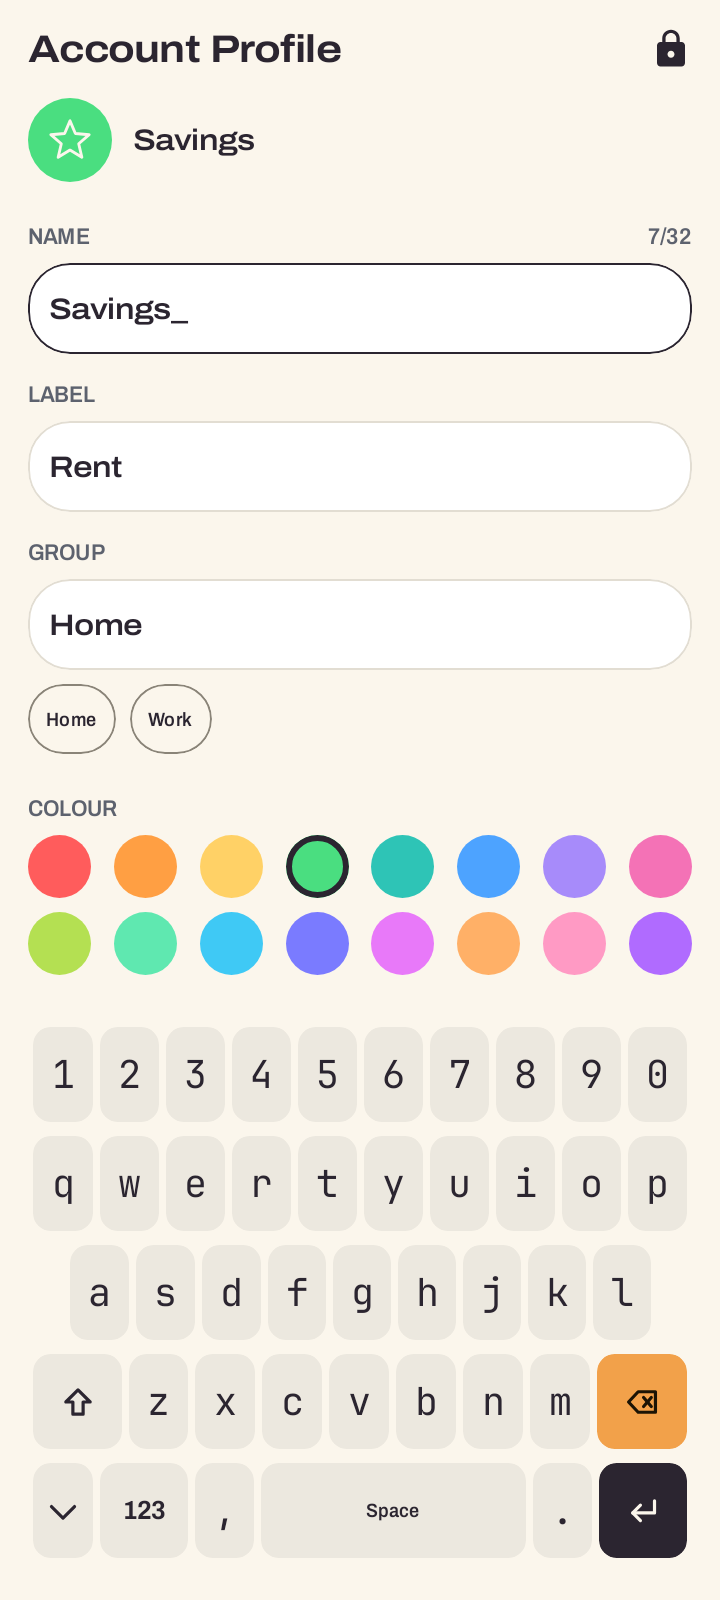 Account Profile
Savings
NAME 7/32
Savings_
LABEL
Rent
GROUP
Home
Home Work
COLOUR
1 2 3 4 5 6 7 8 9 0
q w e r t y u i o p
a s d f g h j k l
z x c v b n m
123 , Space .